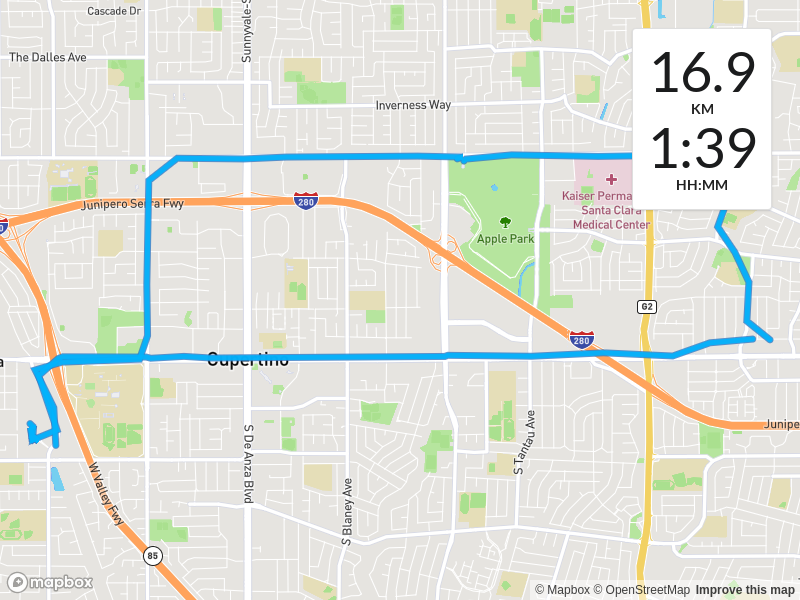 Cascade Dr
The Dalles Ave
Sunnyvale-S
Inverness Way
16.9
KM
1:39
HH:MM
Junipero Serra Fwy
280
Kaiser Perma
Santa Clara
Medical Center
Apple Park
G2
280
a
Cupertino
S De Anza Blvd
S Blaney Ave
S Tantau Ave
Junipe
W Valley Fwy
85
mapbox
© Mapbox © OpenStreetMap Improve this map